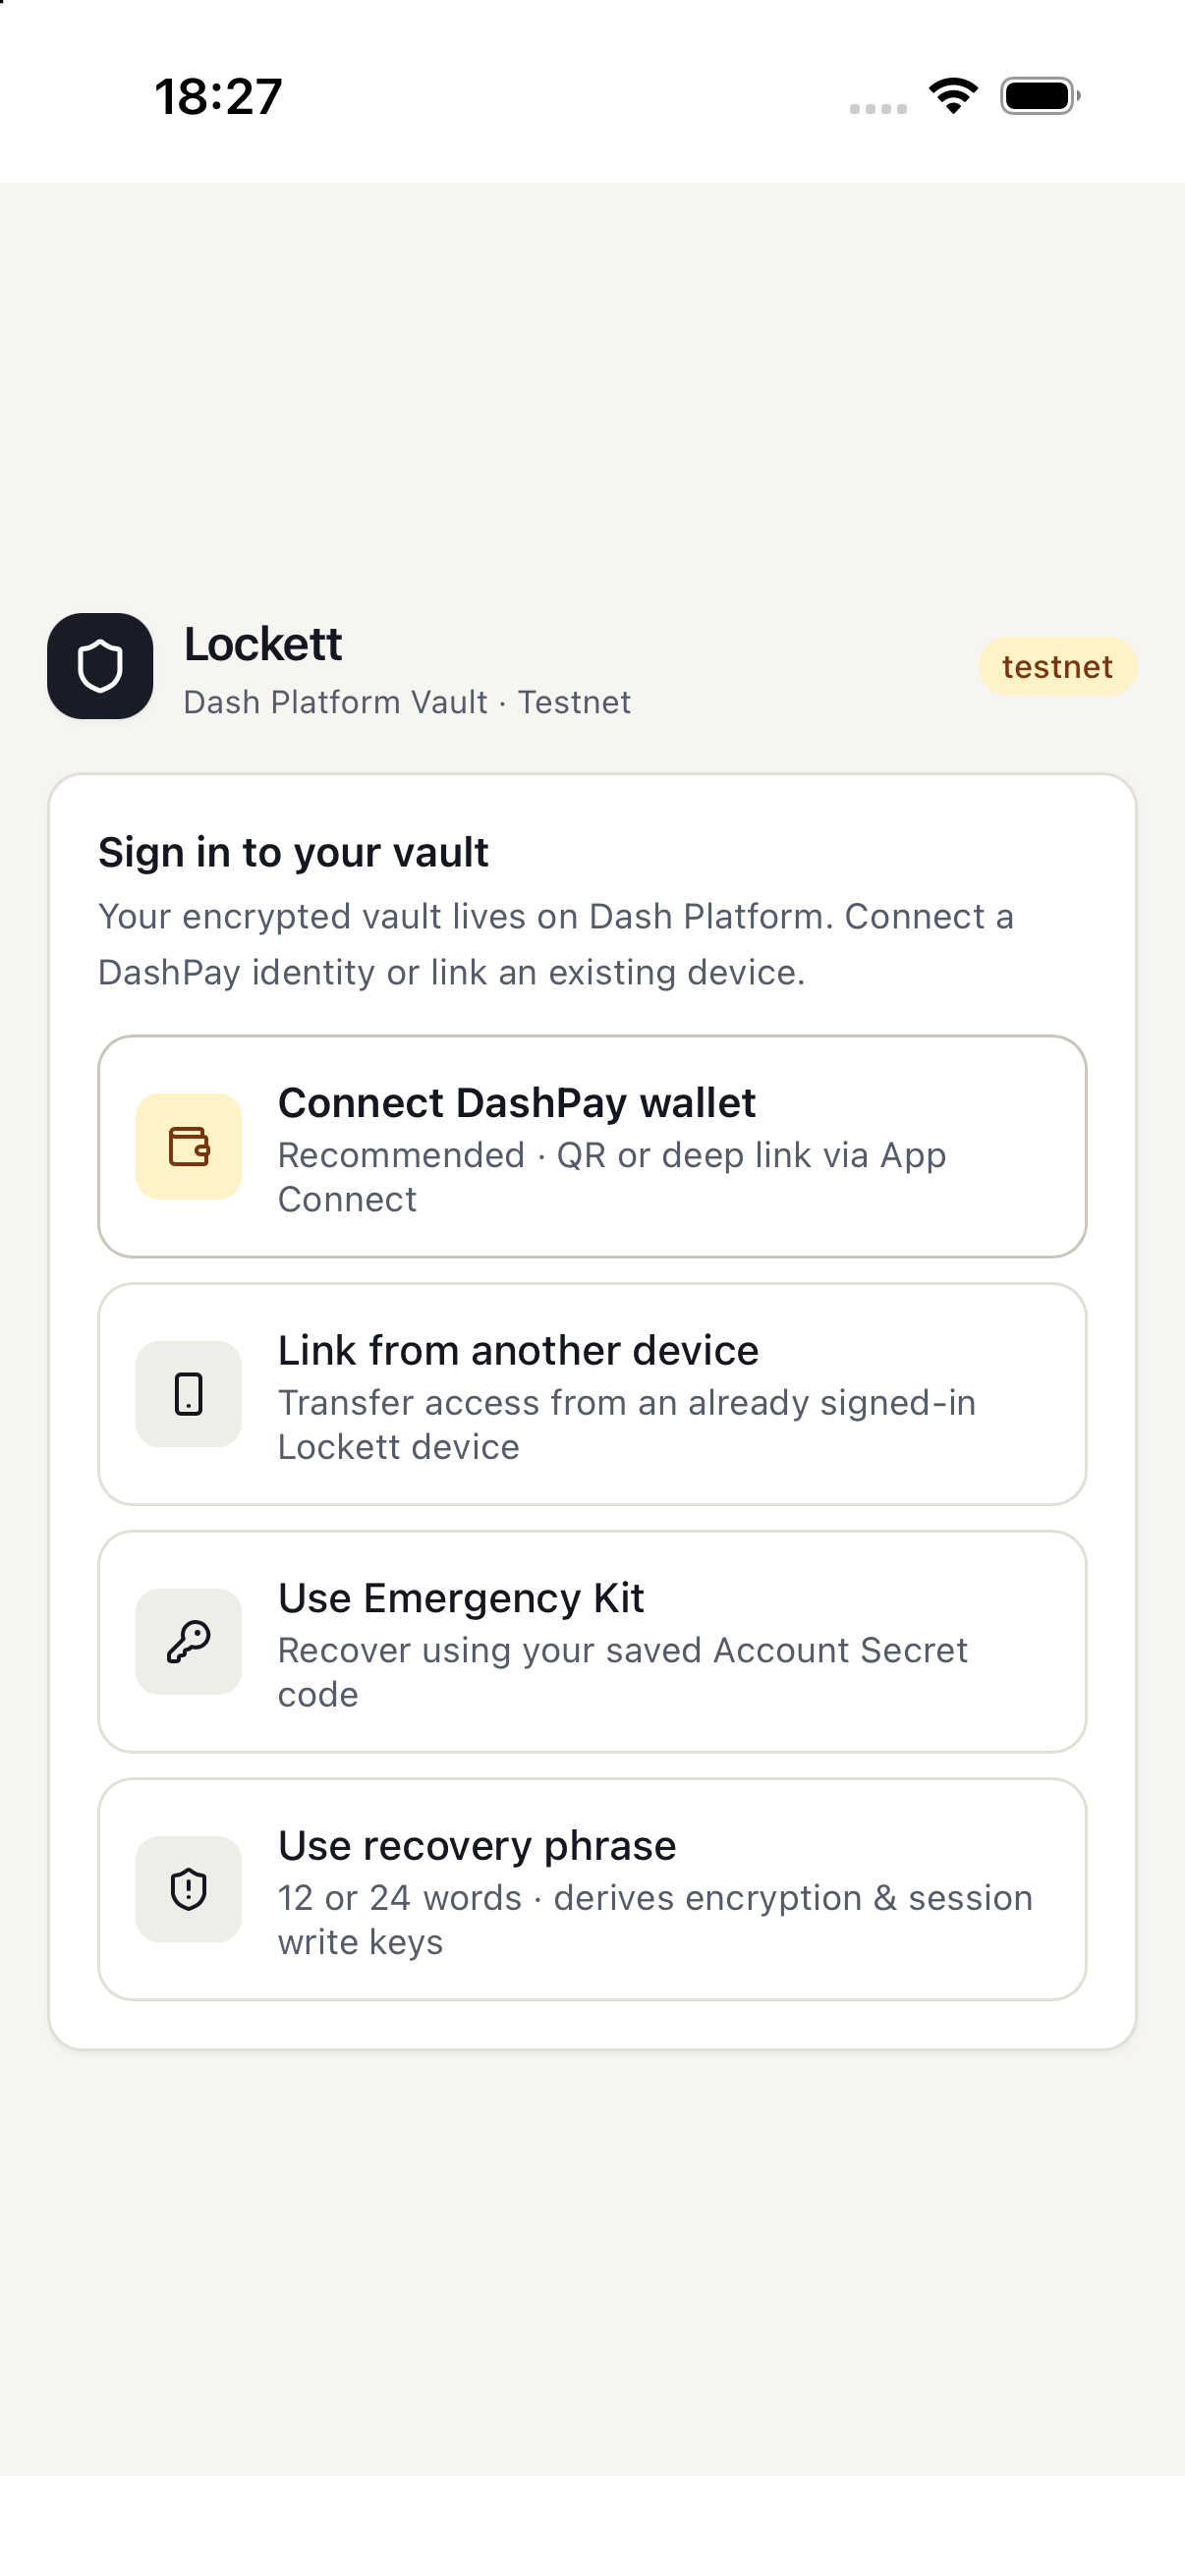 18:27
Lockett
Dash Platform Vault · Testnet
testnet
Sign in to your vault
Your encrypted vault lives on Dash Platform. Connect a
DashPay identity or link an existing device.
Connect DashPay wallet
Recommended · QR or deep link via App
Connect
Link from another device
Transfer access from an already signed-in
Lockett device
Use Emergency Kit
Recover using your saved Account Secret
code
Use recovery phrase
12 or 24 words · derives encryption & session
write keys